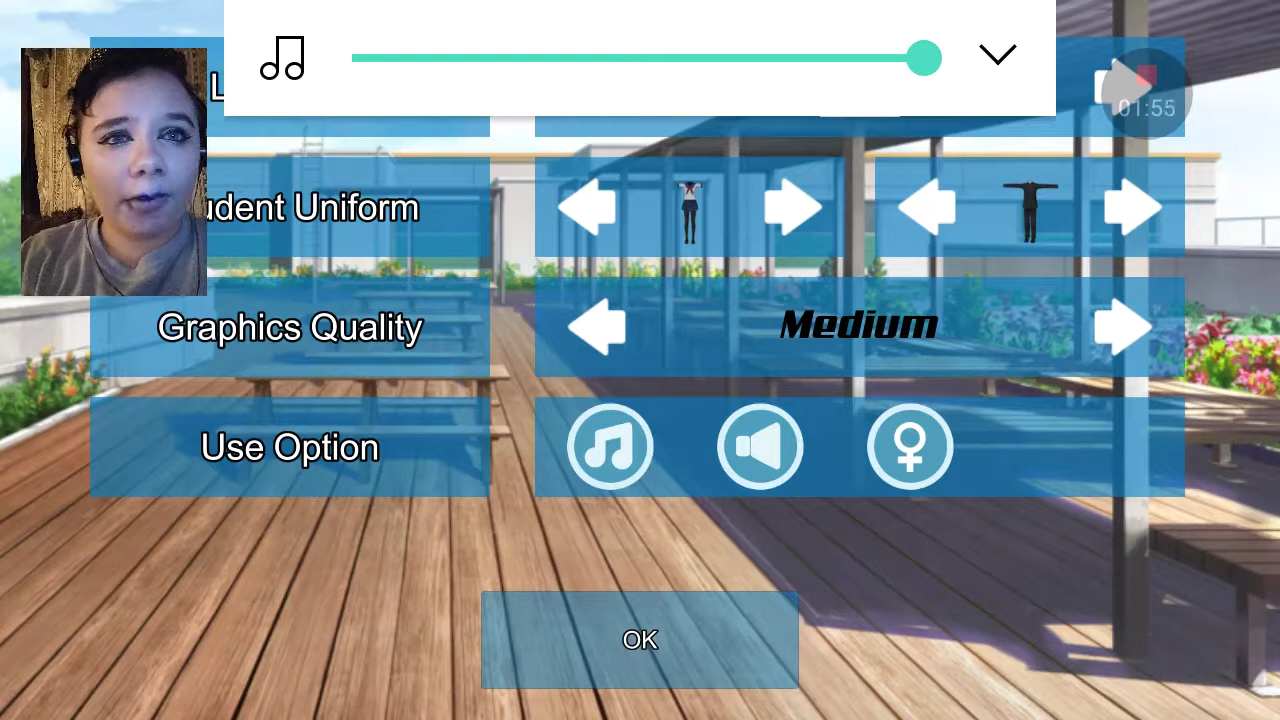 L
01:55
udent Uniform
Graphics Quality
Medium
Use Option
OK